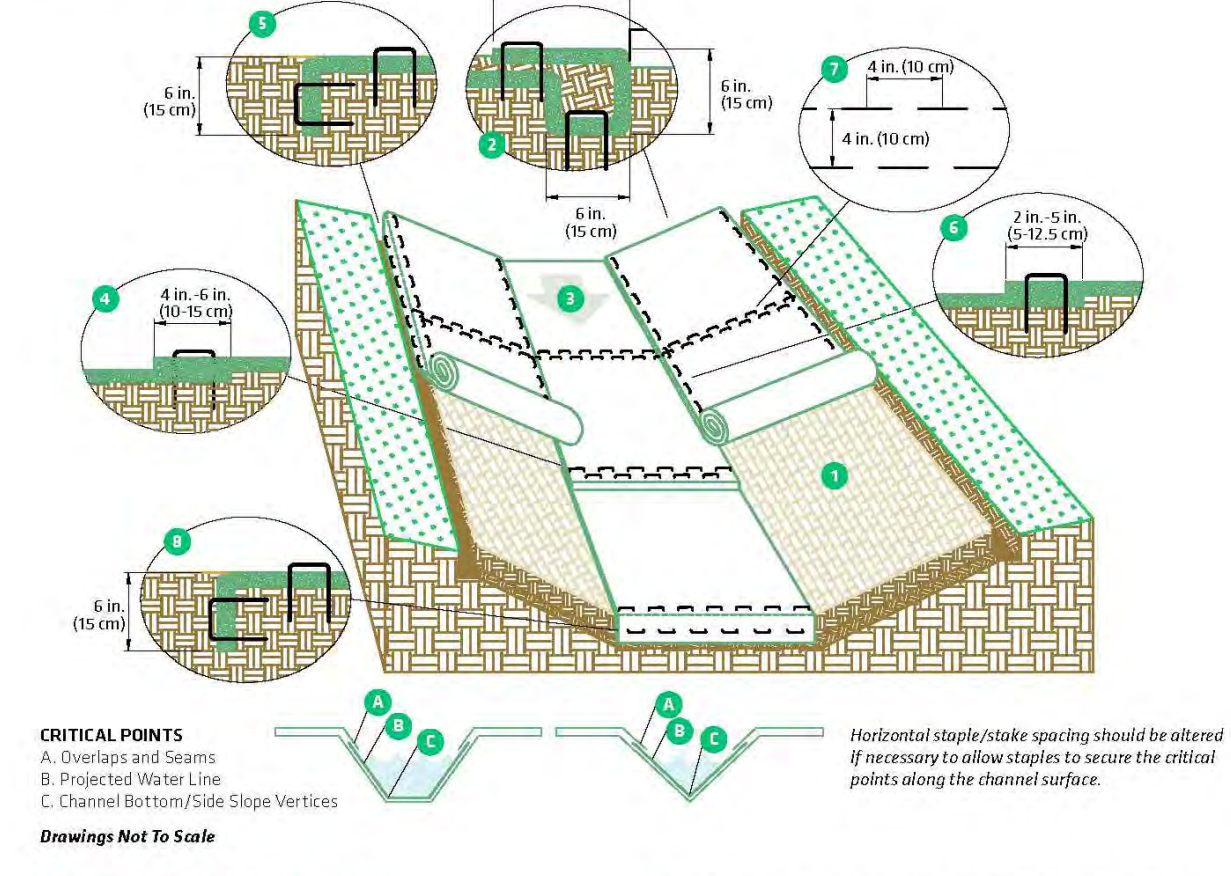 5
6 in.
(15 cm)
2
6 in.
(15 cm)
6 in.
(15 cm)
7
4 in. (10 cm)
4 in. (10 cm)
6
2 in.-5 in.
(5-12.5 cm)
4
4 in.-6 in.
(10-15 cm)
3
1
8
6 in.
(15 cm)
CRITICAL POINTS
A. Overlaps and Seams
B. Projected Water Line
C. Channel Bottom/Side Slope Vertices
Drawings Not To Scale
A
B
C
A
B
C
Horizontal staple/stake spacing should be altered
if necessary to allow staples to secure the critical
points along the channel surface.